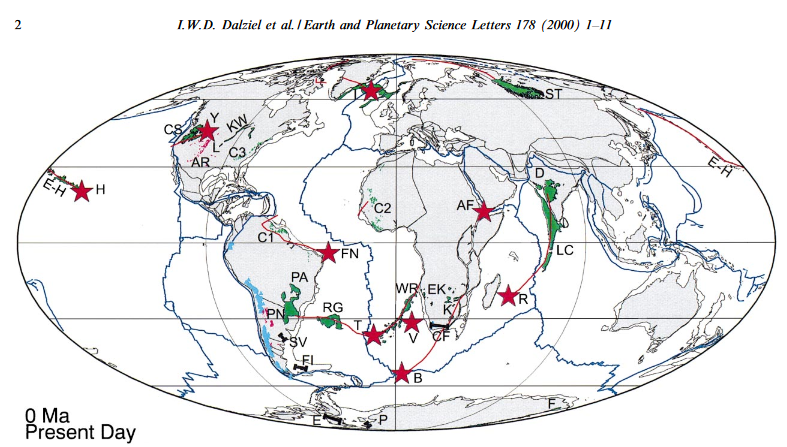 2 I.W.D. Dalziel et al. / Earth and Planetary Science Letters 178 (2000) 1–11
I
ST
CS
Y
KW
L
C3
AR
E-H
E-H
H
D
C2
AF
C1
FN
LC
PA
WR
EK
PN
RG
K
R
T
V
CF
SV
FI
B
F
E
P
0 Ma
Present Day